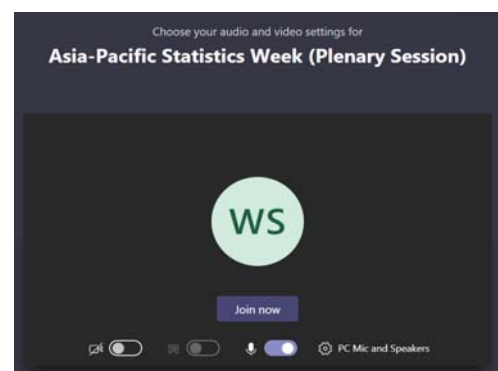 Choose your audio and video settings for
Asia-Pacific Statistics Week (Plenary Session)
WS
Join now
PC Mic and Speakers